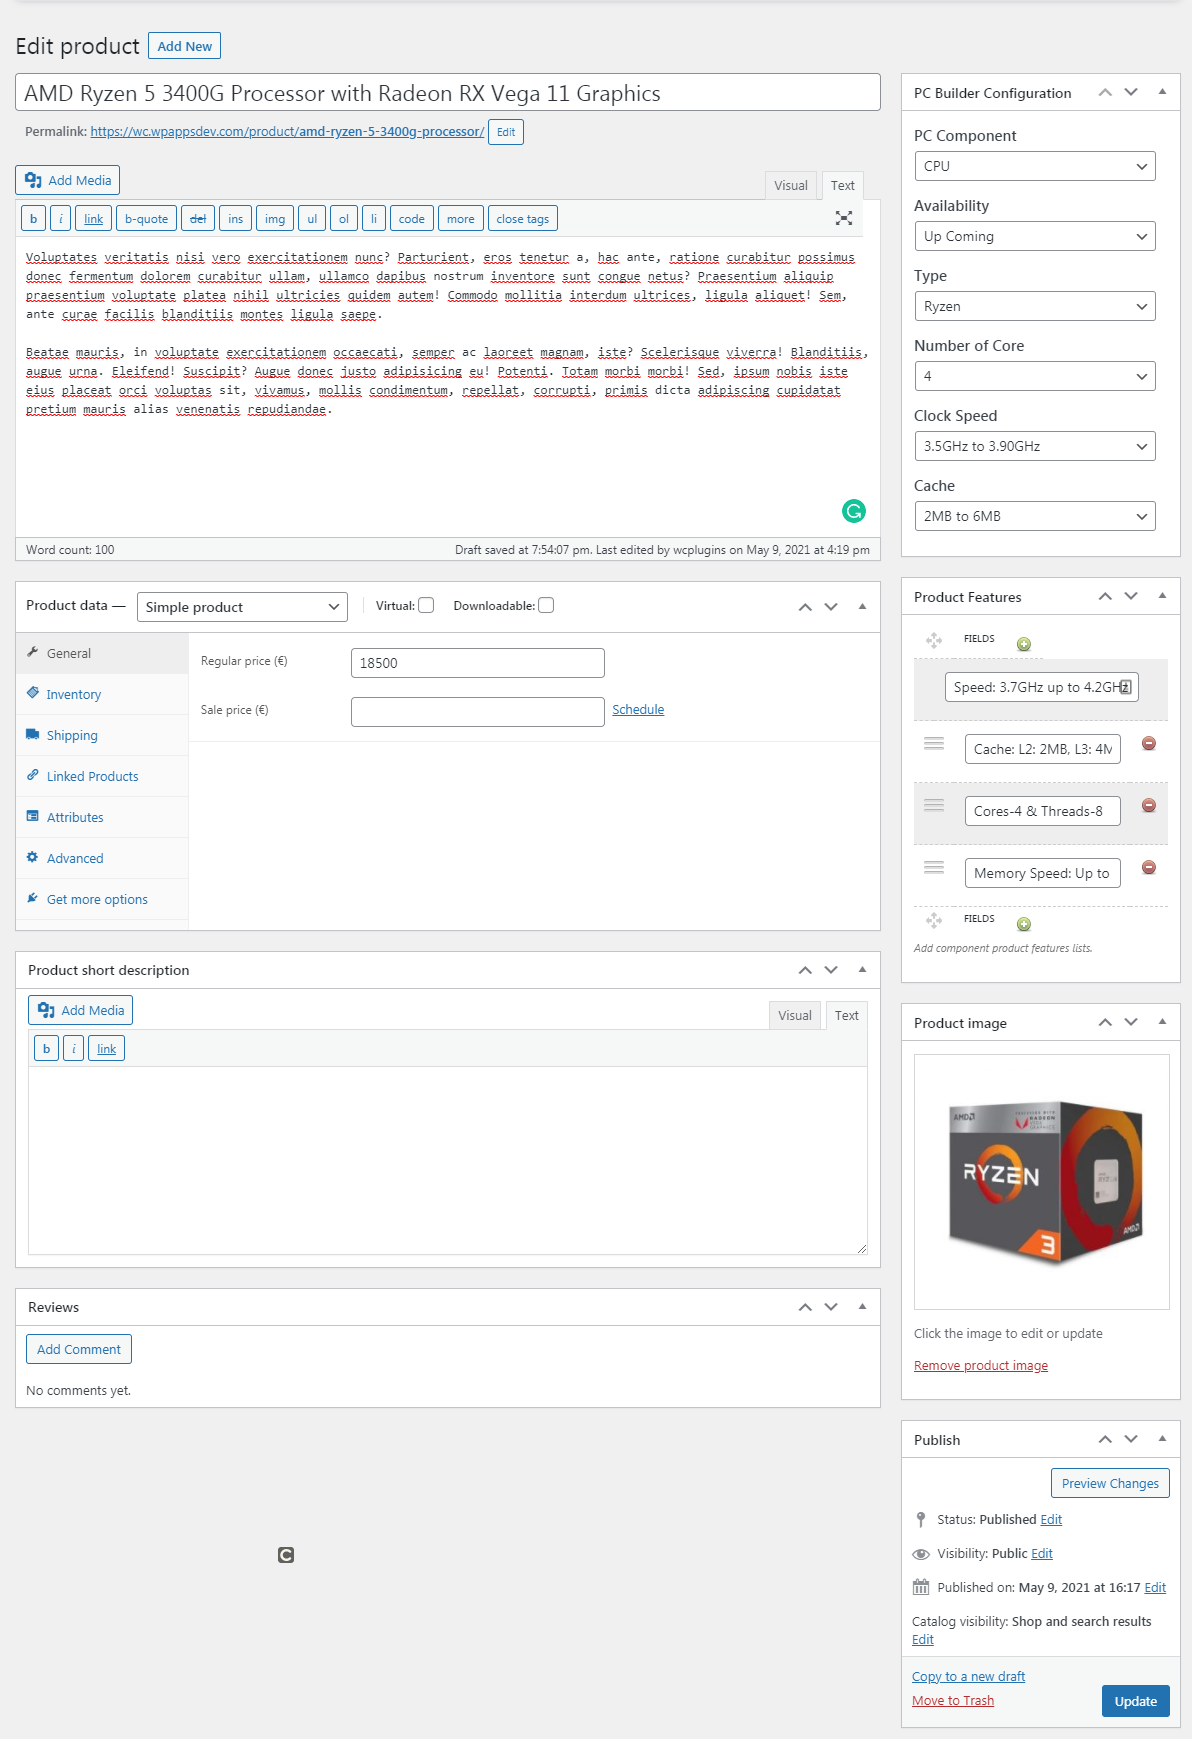 Edit product Add New
AMD Ryzen 5 3400G Processor with Radeon RX Vega 11 Graphics
Permalink: https://wc.wpappsdev.com/product/amd-ryzen-5-3400g-processor/ Edit
Add Media
Visual Text
b i link b-quote del ins img ul ol li code more close tags
Voluptates veritatis nisi vero exercitationem nunc? Parturient, eros tenetur a, hac ante, ratione curabitur possimus
donec fermentum dolorem curabitur ullam, ullamco dapibus nostrum inventore sunt congue netus? Praesentium aliquip
praesentium voluptate platea nihil ultricies quidem autem! Commodo mollitia interdum ultrices, ligula aliquet! Sem,
ante curae facilis blanditiis montes ligula saepe.
Beatae mauris, in voluptate exercitationem occaecati, semper ac laoreet magnam, iste? Scelerisque viverra! Blanditiis,
augue urna. Eleifend! Suscipit? Augue donec justo adipisicing eu! Potenti. Totam morbi morbi! Sed, ipsum nobis iste
eius placeat orci voluptas sit, vivamus, mollis condimentum, repellat, corrupti, primis dicta adipiscing cupidatat
pretium mauris alias venenatis repudiandae.
Word count: 100
Draft saved at 7:54:07 pm. Last edited by wcplugins on May 9, 2021 at 4:19 pm
Product data — Simple product Virtual: Downloadable:
General
Inventory
Shipping
Linked Products
Attributes
Advanced
Get more options
Regular price (€) 18500
Sale price (€) Schedule
Product short description
Add Media
Visual Text
b i link
Reviews
Add Comment
No comments yet.
C
PC Builder Configuration
PC Component
CPU
Availability
Up Coming
Type
Ryzen
Number of Core
4
Clock Speed
3.5GHz to 3.90GHz
Cache
2MB to 6MB
Product Features
FIELDS
Speed: 3.7GHz up to 4.2GHz
Cache: L2: 2MB, L3: 4M
Cores-4 & Threads-8
Memory Speed: Up to
FIELDS
Add component product features lists.
Product image
AMD
RADEON
VEGA
GRAPHICS
RYZEN
RYZEN
3
AMD
Click the image to edit or update
Remove product image
Publish
Preview Changes
Status: Published Edit
Visibility: Public Edit
Published on: May 9, 2021 at 16:17 Edit
Catalog visibility: Shop and search results
Edit
Copy to a new draft
Move to Trash
Update